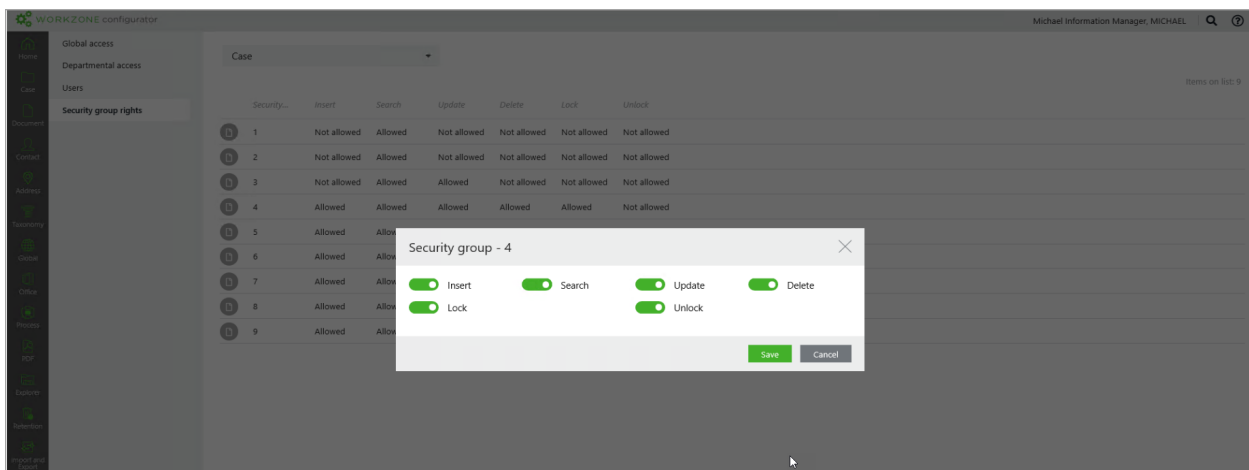 WORKZONE configurator
Michael Information Manager, MICHAEL
Home
Case
Document
Contact
Address
Taxonomy
Global
Office
Process
PDF
Explorer
Retention
Import and
Export
Global access
Departmental access
Users
Security group rights
Case
Items on list: 9
Security... Insert Search Update Delete Lock Unlock
1 Not allowed Allowed Not allowed Not allowed Not allowed Not allowed
2 Not allowed Allowed Not allowed Not allowed Not allowed Not allowed
3 Not allowed Allowed Allowed Not allowed Not allowed Not allowed
4 Allowed Allowed Allowed Allowed Allowed Not allowed
5 Allowed Allow
6 Allowed Allow
7 Allowed Allow
8 Allowed Allow
9 Allowed Allow
Security group - 4
Insert Search Update Delete
Lock Unlock
Save Cancel